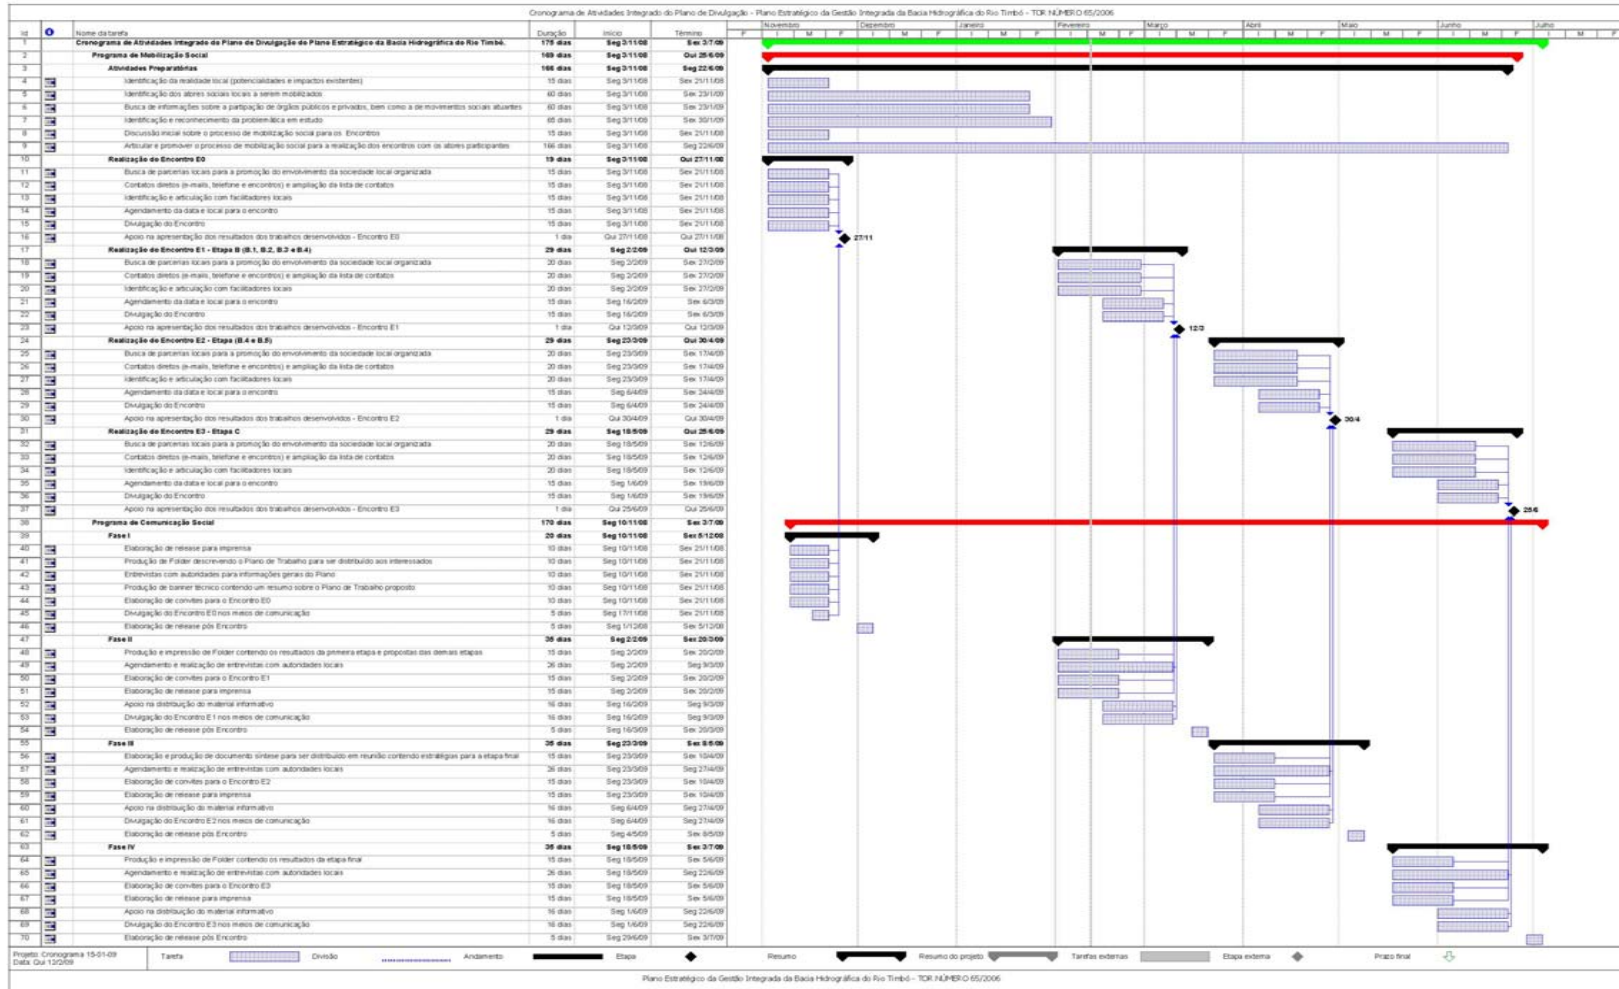 Cronograma de Atividades Integrado do Plano de Divulgação - Plano Estratégico da Gestão Integrada da Bacia Hidrográfica do Rio Timbó - TOR NÚMERO 65/2006
Id Nome da tarefa Duração Início Término Novembro Dezembro Janeiro Fevereiro Março Abril Maio Junho Julho
F I M F I M F I M F I M F I M F I M F I M F I M F I M F
1 Cronograma de Atividades Integrado do Plano de Divulgação do Plano Estratégico da Bacia Hidrográfica do Rio Timbó. 175 dias Seg 3/11/08 Sex 3/7/09
2 Programa de Mobilização Social 169 dias Seg 3/11/08 Qui 25/6/09
3 Atividades Preparatórias 166 dias Seg 3/11/08 Seg 22/6/09
4 Identificação da realidade local (potencialidades e impactos existentes) 15 dias Seg 3/11/08 Sex 21/11/08
5 Identificação dos atores sociais locais a serem mobilizados 60 dias Seg 3/11/08 Sex 23/1/09
6 Busca de informações sobre a partipação de órgãos públicos e privados, bem como a de movimentos sociais atuantes 60 dias Seg 3/11/08 Sex 23/1/09
7 Identificação e reconhecimento da problemática em estudo 65 dias Seg 3/11/08 Sex 30/1/09
8 Discussão inicial sobre o processo de mobilização social para os Encontros 15 dias Seg 3/11/08 Sex 21/11/08
9 Articular e promover o processo de mobilização social para a realização dos encontros com os atores participantes 166 dias Seg 3/11/08 Seg 22/6/09
10 Realização do Encontro E0 19 dias Seg 3/11/08 Qui 27/11/08
11 Busca de parcerias locais para a promoção do envolvimento da sociedade local organizada 15 dias Seg 3/11/08 Sex 21/11/08
12 Contatos diretos (e-mails, telefone e encontros) e ampliação da lista de contatos 15 dias Seg 3/11/08 Sex 21/11/08
13 Identificação e articulação com facilitadores locais 15 dias Seg 3/11/08 Sex 21/11/08
14 Agendamento da data e local para o encontro 15 dias Seg 3/11/08 Sex 21/11/08
15 Divulgação do Encontro 15 dias Seg 3/11/08 Sex 21/11/08
16 Apoio na apresentação dos resultados dos trabalhos desenvolvidos - Encontro E0 1 dia Qui 27/11/08 Qui 27/11/08 27/11
17 Realização do Encontro E1 - Etapa B (B.1, B.2, B.3 e B.4) 29 dias Seg 2/2/09 Qui 12/3/09
18 Busca de parcerias locais para a promoção do envolvimento da sociedade local organizada 20 dias Seg 2/2/09 Sex 27/2/09
19 Contatos diretos (e-mails, telefone e encontros) e ampliação da lista de contatos 20 dias Seg 2/2/09 Sex 27/2/09
20 Identificação e articulação com facilitadores locais 20 dias Seg 2/2/09 Sex 27/2/09
21 Agendamento da data e local para o encontro 15 dias Seg 16/2/09 Sex 6/3/09
22 Divulgação do Encontro 15 dias Seg 16/2/09 Sex 6/3/09
23 Apoio na apresentação dos resultados dos trabalhos desenvolvidos - Encontro E1 1 dia Qui 12/3/09 Qui 12/3/09 12/3
24 Realização do Encontro E2 - Etapa (B.4 e B.5) 29 dias Seg 23/3/09 Qui 30/4/09
25 Busca de parcerias locais para a promoção do envolvimento da sociedade local organizada 20 dias Seg 23/3/09 Sex 17/4/09
26 Contatos diretos (e-mails, telefone e encontros) e ampliação da lista de contatos 20 dias Seg 23/3/09 Sex 17/4/09
27 Identificação e articulação com facilitadores locais 20 dias Seg 23/3/09 Sex 17/4/09
28 Agendamento da data e local para o encontro 15 dias Seg 6/4/09 Sex 24/4/09
29 Divulgação do Encontro 15 dias Seg 6/4/09 Sex 24/4/09
30 Apoio na apresentação dos resultados dos trabalhos desenvolvidos - Encontro E2 1 dia Qui 30/4/09 Qui 30/4/09 30/4
31 Realização do Encontro E3 - Etapa C 29 dias Seg 18/5/09 Qui 25/6/09
32 Busca de parcerias locais para a promoção do envolvimento da sociedade local organizada 20 dias Seg 18/5/09 Sex 12/6/09
33 Contatos diretos (e-mails, telefone e encontros) e ampliação da lista de contatos 20 dias Seg 18/5/09 Sex 12/6/09
34 Identificação e articulação com facilitadores locais 20 dias Seg 18/5/09 Sex 12/6/09
35 Agendamento da data e local para o encontro 15 dias Seg 1/6/09 Sex 19/6/09
36 Divulgação do Encontro 15 dias Seg 1/6/09 Sex 19/6/09
37 Apoio na apresentação dos resultados dos trabalhos desenvolvidos - Encontro E3 1 dia Qui 25/6/09 Qui 25/6/09 25/6
38 Programa de Comunicação Social 170 dias Seg 10/11/08 Sex 3/7/09
39 Fase I 20 dias Seg 10/11/08 Sex 5/12/08
40 Elaboração de release para imprensa 10 dias Seg 10/11/08 Sex 21/11/08
41 Produção de Folder descrevendo o Plano de Trabalho para ser distribuído aos interessados 10 dias Seg 10/11/08 Sex 21/11/08
42 Entrevistas com autoridades para informações gerais do Plano 10 dias Seg 10/11/08 Sex 21/11/08
43 Produção de banner técnico contendo um resumo sobre o Plano de Trabalho proposto 10 dias Seg 10/11/08 Sex 21/11/08
44 Elaboração de convites para o Encontro E0 10 dias Seg 10/11/08 Sex 21/11/08
45 Divulgação do Encontro E0 nos meios de comunicação 5 dias Seg 17/11/08 Sex 21/11/08
46 Elaboração de release pós Encontro 5 dias Seg 1/12/08 Sex 5/12/08
47 Fase II 35 dias Seg 2/2/09 Sex 20/3/09
48 Produção e impressão de Folder contendo os resultados da primeira etapa e propostas das demais etapas 15 dias Seg 2/2/09 Sex 20/2/09
49 Agendamento e realização de entrevistas com autoridades locais 26 dias Seg 2/2/09 Seg 9/3/09
50 Elaboração de convites para o Encontro E1 15 dias Seg 2/2/09 Sex 20/2/09
51 Elaboração de release para imprensa 15 dias Seg 2/2/09 Sex 20/2/09
52 Apoio na distribuição do material informativo 16 dias Seg 16/2/09 Seg 9/3/09
53 Divulgação do Encontro E1 nos meios de comunicação 16 dias Seg 16/2/09 Seg 9/3/09
54 Elaboração de release pós Encontro 5 dias Seg 16/3/09 Sex 20/3/09
55 Fase III 35 dias Seg 23/3/09 Sex 8/5/09
56 Elaboração e produção de documento síntese para ser distribuído em reunião contendo estratégias para a etapa final 15 dias Seg 23/3/09 Sex 10/4/09
57 Agendamento e realização de entrevistas com autoridades locais 26 dias Seg 23/3/09 Seg 27/4/09
58 Elaboração de convites para o Encontro E2 15 dias Seg 23/3/09 Sex 10/4/09
59 Elaboração de release para imprensa 15 dias Seg 23/3/09 Sex 10/4/09
60 Apoio na distribuição do material informativo 16 dias Seg 6/4/09 Seg 27/4/09
61 Divulgação do Encontro E2 nos meios de comunicação 16 dias Seg 6/4/09 Seg 27/4/09
62 Elaboração de release pós Encontro 5 dias Seg 4/5/09 Sex 8/5/09
63 Fase IV 35 dias Seg 18/5/09 Sex 3/7/09
64 Produção e impressão de Folder contendo os resultados da etapa final 15 dias Seg 18/5/09 Sex 5/6/09
65 Agendamento e realização de entrevistas com autoridades locais 26 dias Seg 18/5/09 Seg 22/6/09
66 Elaboração de convites para o Encontro E3 15 dias Seg 18/5/09 Sex 5/6/09
67 Elaboração de release para imprensa 15 dias Seg 18/5/09 Sex 5/6/09
68 Apoio na distribuição do material informativo 16 dias Seg 1/6/09 Seg 22/6/09
69 Divulgação do Encontro E3 nos meios de comunicação 16 dias Seg 1/6/09 Seg 22/6/09
70 Elaboração de release pós Encontro 5 dias Seg 29/6/09 Sex 3/7/09
Projeto: Cronograma 15-01-09
Data: Qui 12/2/09
Tarefa Divisão Andamento Etapa Resumo Resumo do projeto Tarefas externas Etapa externa Prazo final
Plano Estratégico da Gestão Integrada da Bacia Hidrográfica do Rio Timbó - TOR NÚMERO 65/2006